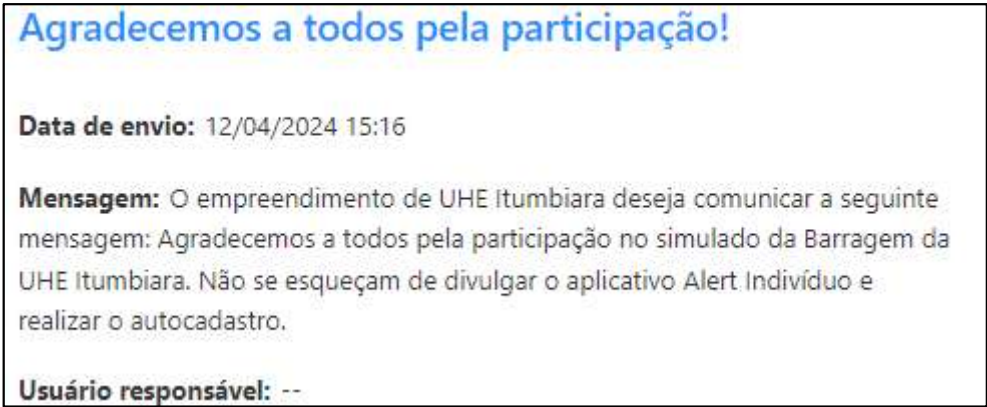 Agradecemos a todos pela participação!
Data de envio: 12/04/2024 15:16
Mensagem: O empreendimento de UHE Itumbiara deseja comunicar a seguinte
mensagem: Agradecemos a todos pela participação no simulado da Barragem da
UHE Itumbiara. Não se esqueçam de divulgar o aplicativo Alert Indivíduo e
realizar o autocadastro.
Usuário responsável: --